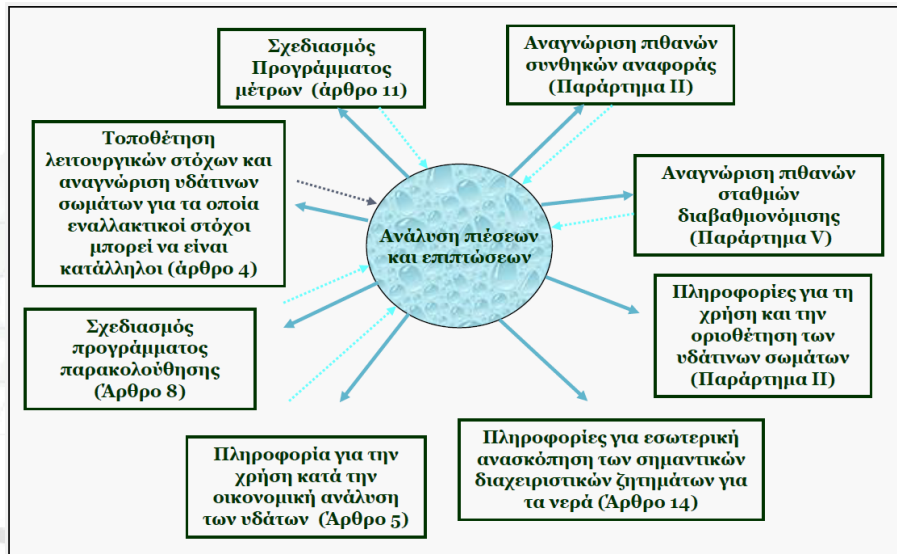 Σχεδιασμός
Προγράμματος
μέτρων (άρθρο 11)
Αναγνώριση πιθανών
συνθηκών αναφοράς
(Παράρτημα ΙΙ)
Τοποθέτηση
λειτουργικών στόχων και
αναγνώριση υδάτινων
σωμάτων για τα οποία
εναλλακτικοί στόχοι
μπορεί να είναι
κατάλληλοι (άρθρο 4)
Αναγνώριση πιθανών
σταθμών
διαβαθμονόμισης
(Παράρτημα V)
Ανάλυση πιέσεων
και επιπτώσεων
Σχεδιασμός
προγράμματος
παρακολούθησης
(Άρθρο 8)
Πληροφορίες για τη
χρήση και την
οριοθέτηση των
υδάτινων σωμάτων
(Παράρτημα ΙΙ)
Πληροφορία για την
χρήση κατά την
οικονομική ανάλυση
των υδάτων (Άρθρο 5)
Πληροφορίες για εσωτερική
ανασκόπηση των σημαντικών
διαχειριστικών ζητημάτων για
τα νερά (Άρθρο 14)